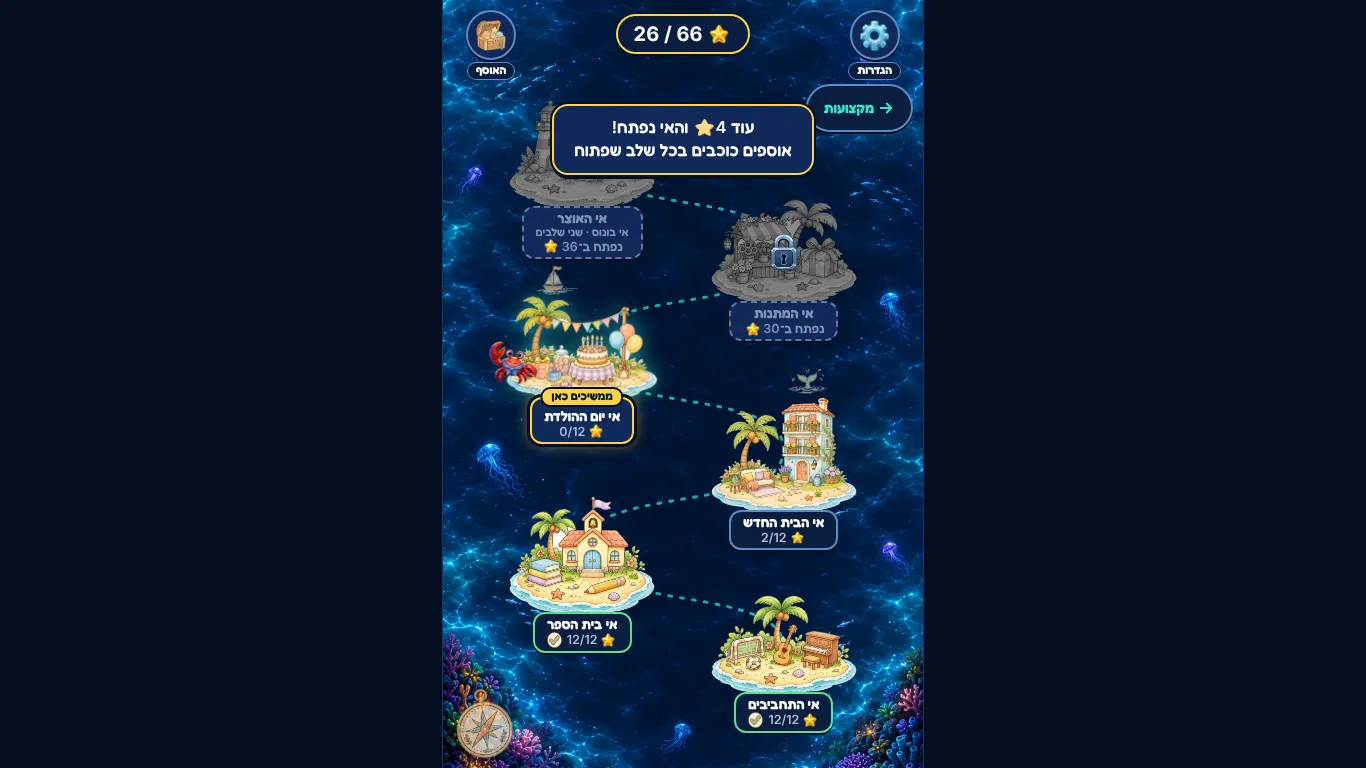 האוסף
26 / 66
הגדרות
→ מקצועות
עוד 4 והאי נפתח!
אוספים כוכבים בכל שלב שפתוח
אי האוצר
אי בונוס · שני שלבים
נפתח ב־36
אי המתנות
נפתח ב־30
ממשיכים כאן
אי יום ההולדת
0/12
אי הבית החדש
2/12
אי בית הספר
12/12
אי התחביבים
12/12